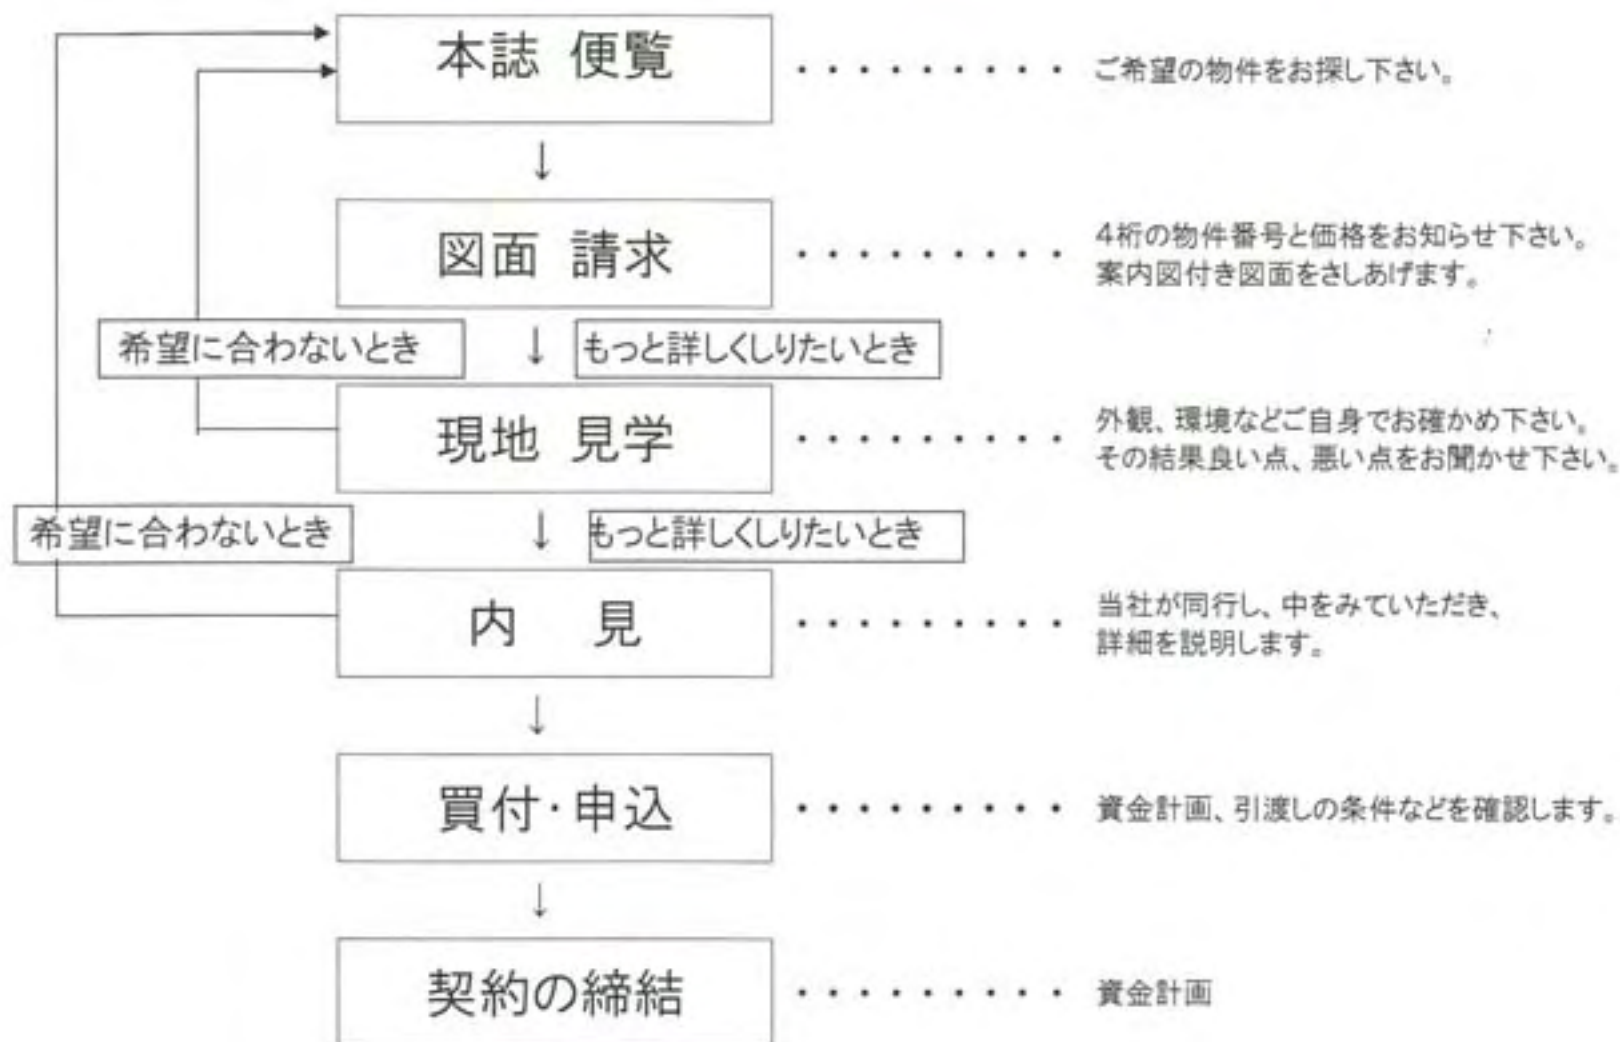 本誌 便覧
・・・・・・・・・
ご希望の物件をお探し下さい。
↓
図面 請求
・・・・・・・・・
4桁の物件番号と価格をお知らせ下さい。
案内図付き図面をさしあげます。
希望に合わないとき
↓
もっと詳しくしりたいとき
現地 見学
・・・・・・・・・
外観、環境などご自身でお確かめ下さい。
その結果良い点、悪い点をお聞かせ下さい。
希望に合わないとき
↓
もっと詳しくしりたいとき
内 見
・・・・・・・・・
当社が同行し、中をみていただき、
詳細を説明します。
↓
買付・申込
・・・・・・・・・
資金計画、引渡しの条件などを確認します。
↓
契約の締結
・・・・・・・・・
資金計画